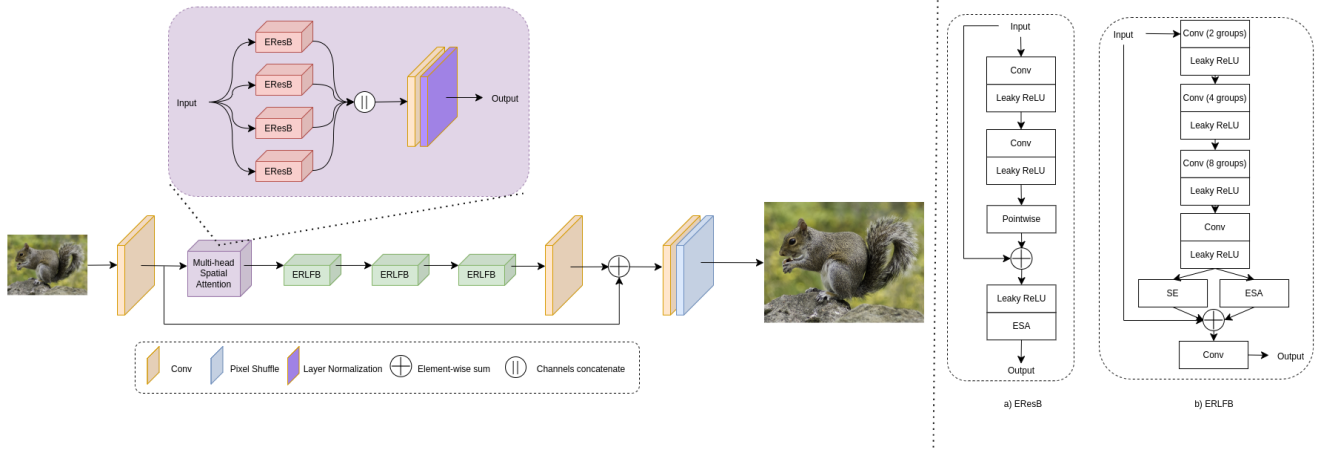 Input
EResB
EResB
EResB
EResB
||
Output
Multi-head
Spatial
Attention
ERLFB
ERLFB
ERLFB
Conv
Pixel Shuffle
Layer Normalization
Element-wise sum
||
Channels concatenate
Input
Conv
Leaky ReLU
Conv
Leaky ReLU
Pointwise
Leaky ReLU
ESA
Output
a) EResB
Input
Conv (2 groups)
Leaky ReLU
Conv (4 groups)
Leaky ReLU
Conv (8 groups)
Leaky ReLU
Conv
Leaky ReLU
SE
ESA
Conv
Output
b) ERLFB